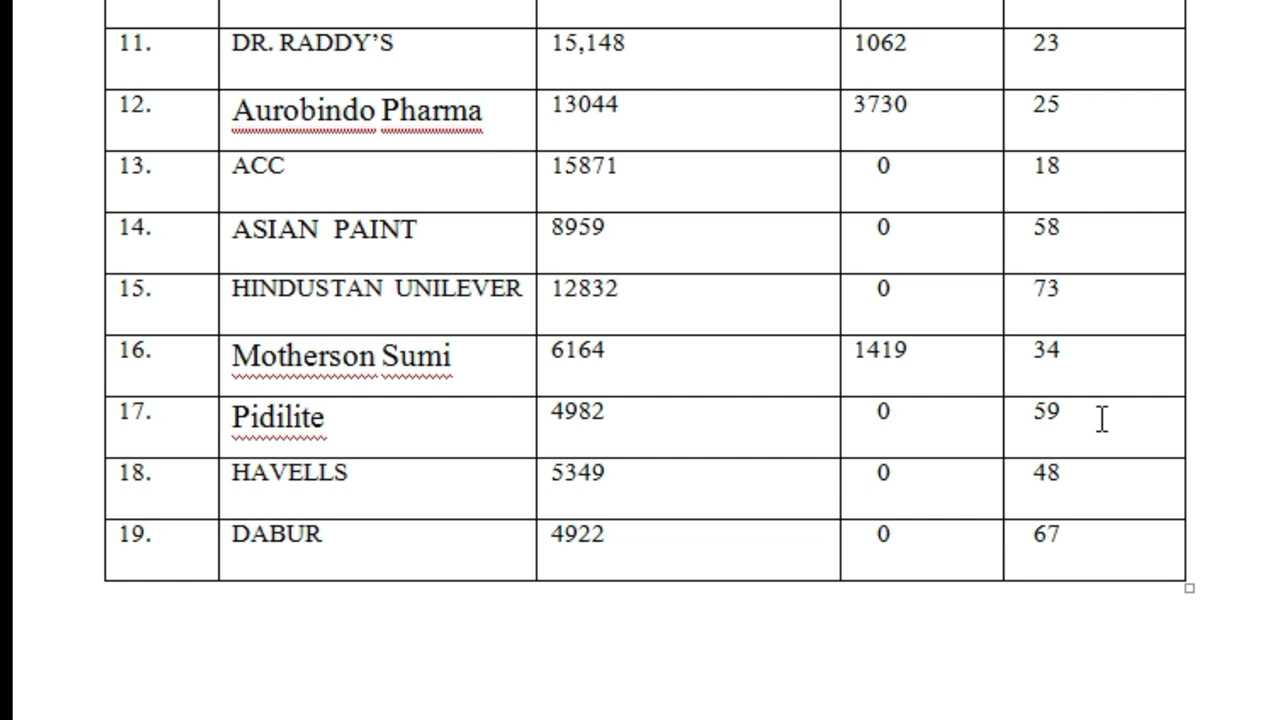 11. DR. RADDY’S 15,148 1062 23
12. Aurobindo Pharma 13044 3730 25
13. ACC 15871 0 18
14. ASIAN PAINT 8959 0 58
15. HINDUSTAN UNILEVER 12832 0 73
16. Motherson Sumi 6164 1419 34
17. Pidilite 4982 0 59
18. HAVELLS 5349 0 48
19. DABUR 4922 0 67